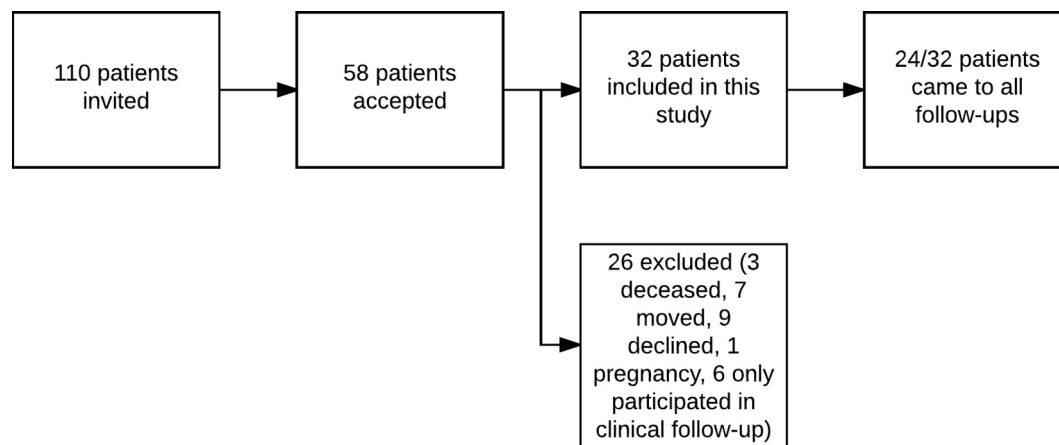 110 patients
invited
58 patients
accepted
32 patients
included in this
study
24/32 patients
came to all
follow-ups
26 excluded (3
deceased, 7
moved, 9
declined, 1
pregnancy, 6 only
participated in
clinical follow-up)